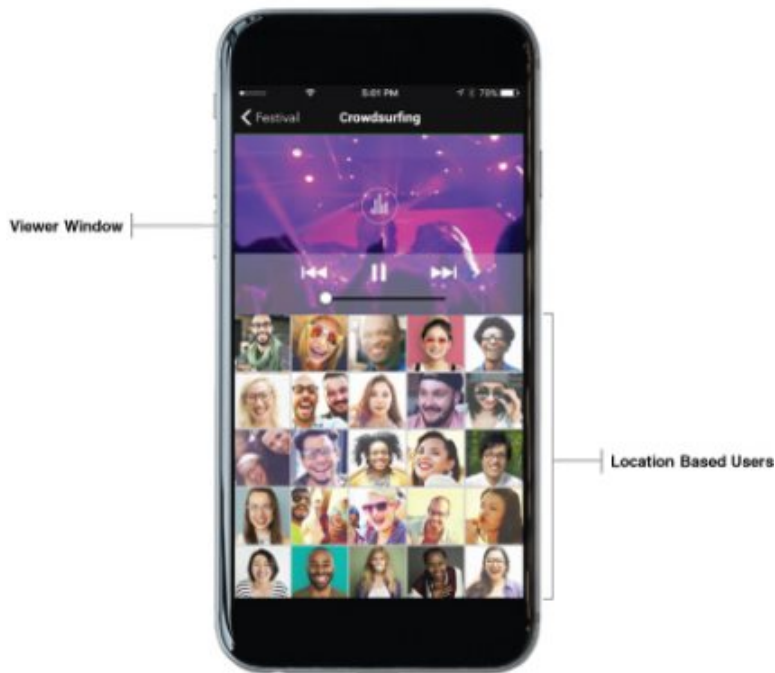 5:01 PM
79%
Festival
Crowdsurfing
Viewer Window
Location Based Users